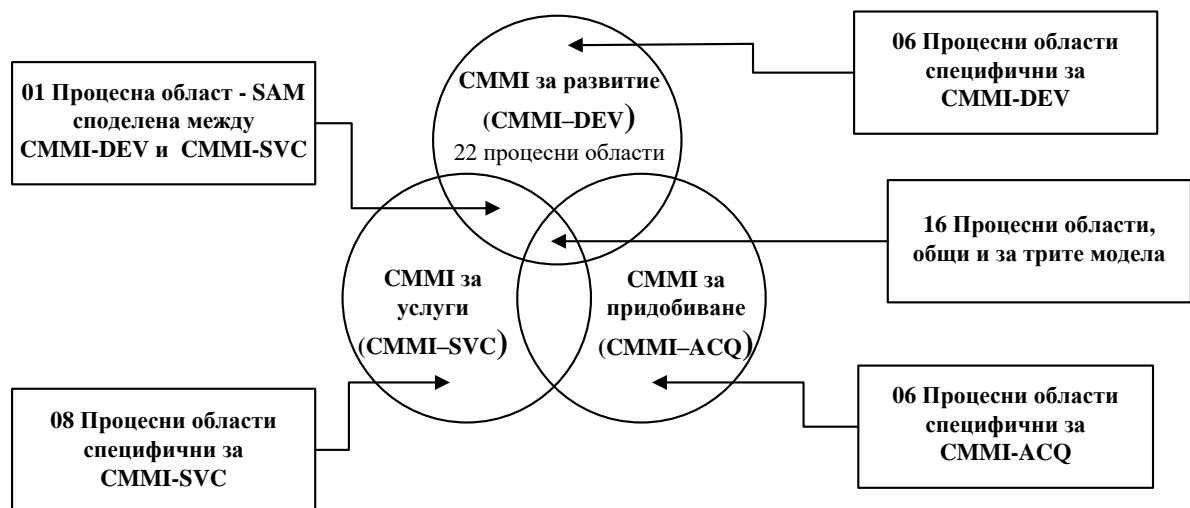 01 Процесна област - SAM
споделена между
CMMI-DEV и CMMI-SVC
CMMI за развитие
(CMMI–DEV)
22 процесни области
06 Процесни области
специфични за
CMMI-DEV
16 Процесни области,
общи и за трите модела
CMMI за
услуги
(CMMI–SVC)
CMMI за
придобиване
(CMMI–ACQ)
08 Процесни области
специфични за
CMMI-SVC
06 Процесни области
специфични за
CMMI-ACQ